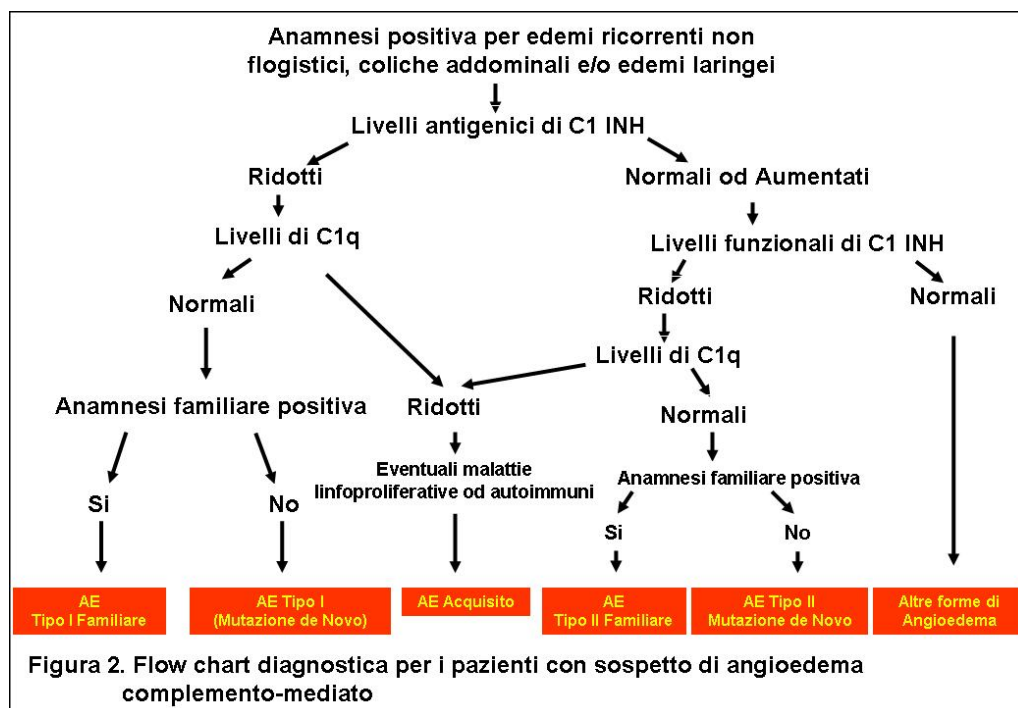 Anamnesi positiva per edemi ricorrenti non
flogistici, coliche addominali e/o edemi laringei
Livelli antigenici di C1 INH
Ridotti
Normali od Aumentati
Livelli di C1q
Livelli funzionali di C1 INH
Normali
Ridotti
Normali
Livelli di C1q
Anamnesi familiare positiva
Ridotti
Normali
Eventuali malattie
linfoproliferative od autoimmuni
Anamnesi familiare positiva
Si
No
Si
No
AE
Tipo I Familiare
AE Tipo I
(Mutazione de Novo)
AE Acquisito
AE
Tipo II Familiare
AE Tipo II
Mutazione de Novo
Altre forme di
Angioedema
Figura 2. Flow chart diagnostica per i pazienti con sospetto di angioedema
complemento-mediato